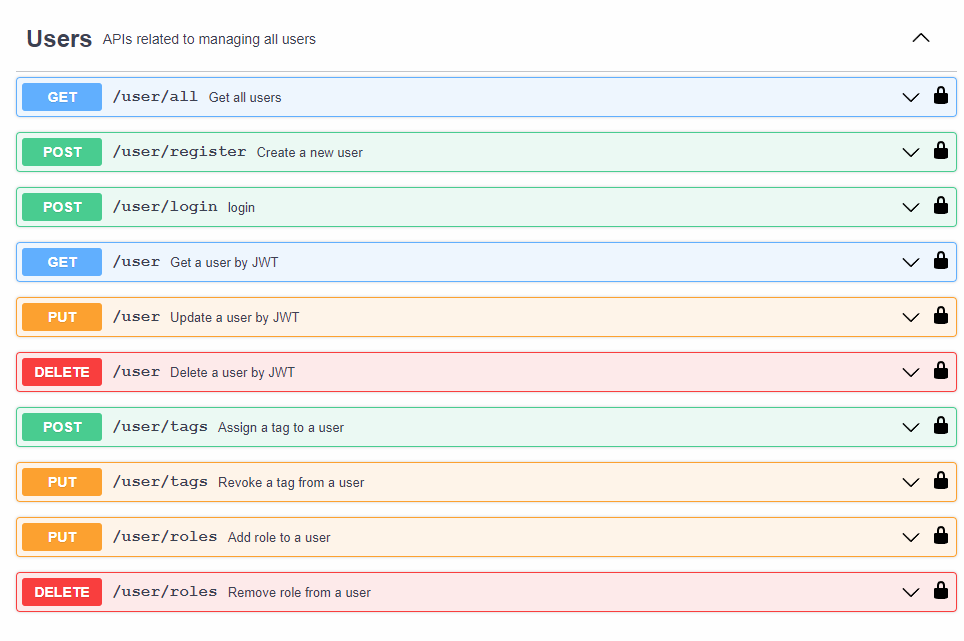 Users APIs related to managing all users
GET /user/all Get all users
POST /user/register Create a new user
POST /user/login login
GET /user Get a user by JWT
PUT /user Update a user by JWT
DELETE /user Delete a user by JWT
POST /user/tags Assign a tag to a user
PUT /user/tags Revoke a tag from a user
PUT /user/roles Add role to a user
DELETE /user/roles Remove role from a user